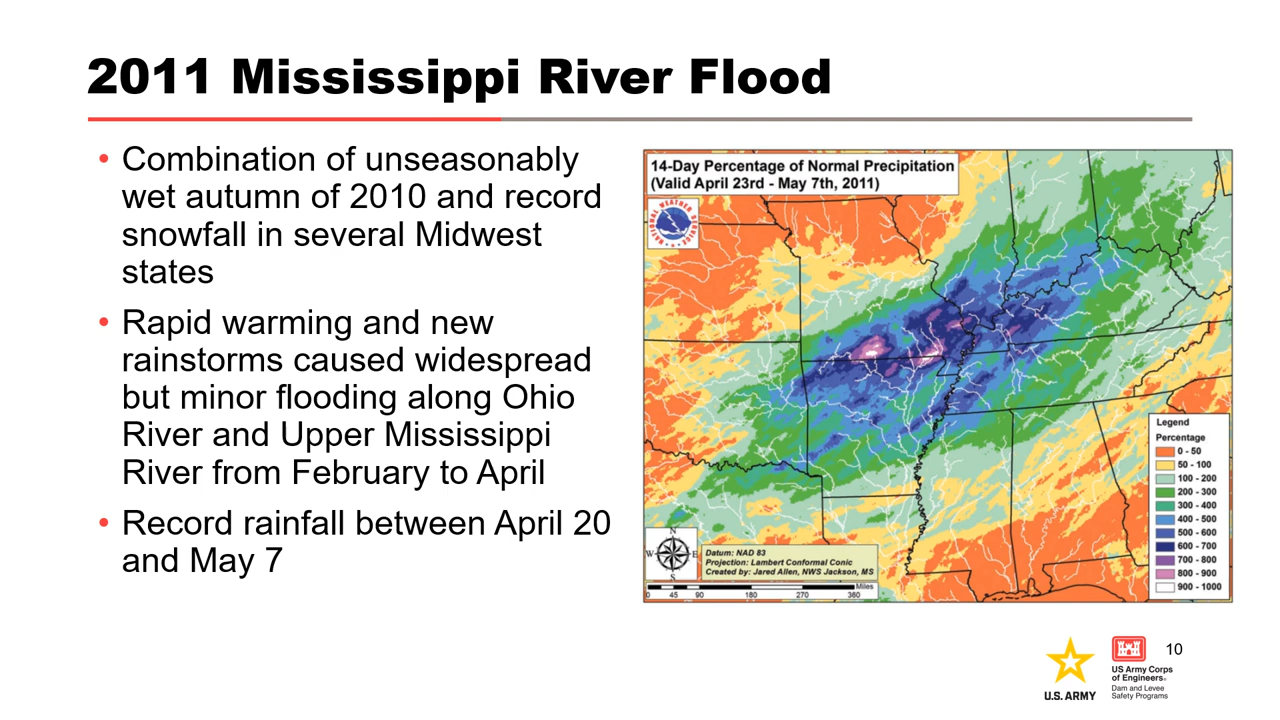 2011 Mississippi River Flood
• Combination of unseasonably
wet autumn of 2010 and record
snowfall in several Midwest
states
• Rapid warming and new
rainstorms caused widespread
but minor flooding along Ohio
River and Upper Mississippi
River from February to April
• Record rainfall between April 20
and May 7
14-Day Percentage of Normal Precipitation
(Valid April 23rd - May 7th, 2011)
NATIONAL WEATHER SERVICE
Legend
Percentage
0 - 50
50 - 100
100 - 200
200 - 300
300 - 400
400 - 500
500 - 600
600 - 700
700 - 800
800 - 900
900 - 1000
N
W E
S
Datum: NAD 83
Projection: Lambert Conformal Conic
Created by: Jared Allen, NWS Jackson, MS
Miles
0 45 90 180 270 360
U.S. ARMY
US Army Corps
of Engineers®
Dam and Levee
Safety Programs
10